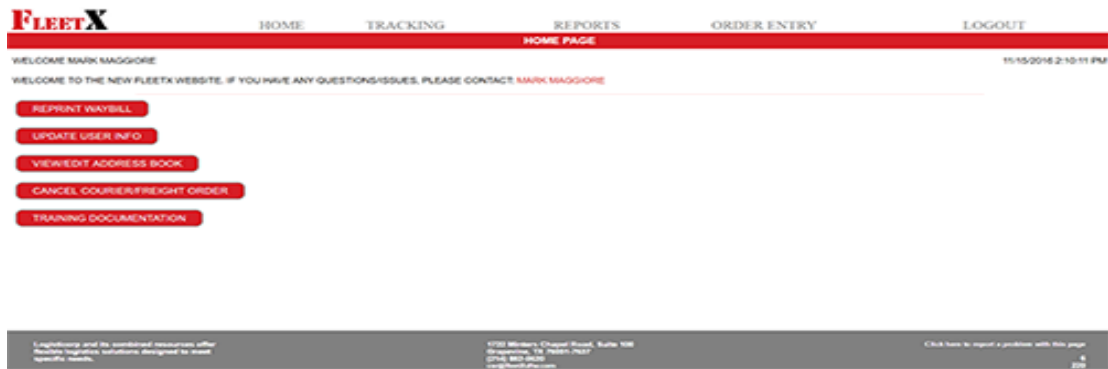 FLEETX
HOME TRACKING REPORTS ORDER ENTRY LOGOUT
HOME PAGE
WELCOME MARK MAGGIORE 11/15/2016 2:10:11 PM
WELCOME TO THE NEW FLEETX WEBSITE. IF YOU HAVE ANY QUESTIONS/ISSUES, PLEASE CONTACT: MARK MAGGIORE
REPRINT WAYBILL
UPDATE USER INFO
VIEW/EDIT ADDRESS BOOK
CANCEL COURIER/FREIGHT ORDER
TRAINING DOCUMENTATION
Logisticorp and its combined resources offer
flexible logistics solutions designed to meet
specific needs.
1722 Minters Chapel Road, Suite 100
Grapevine, TX
Click here to report a problem with this page